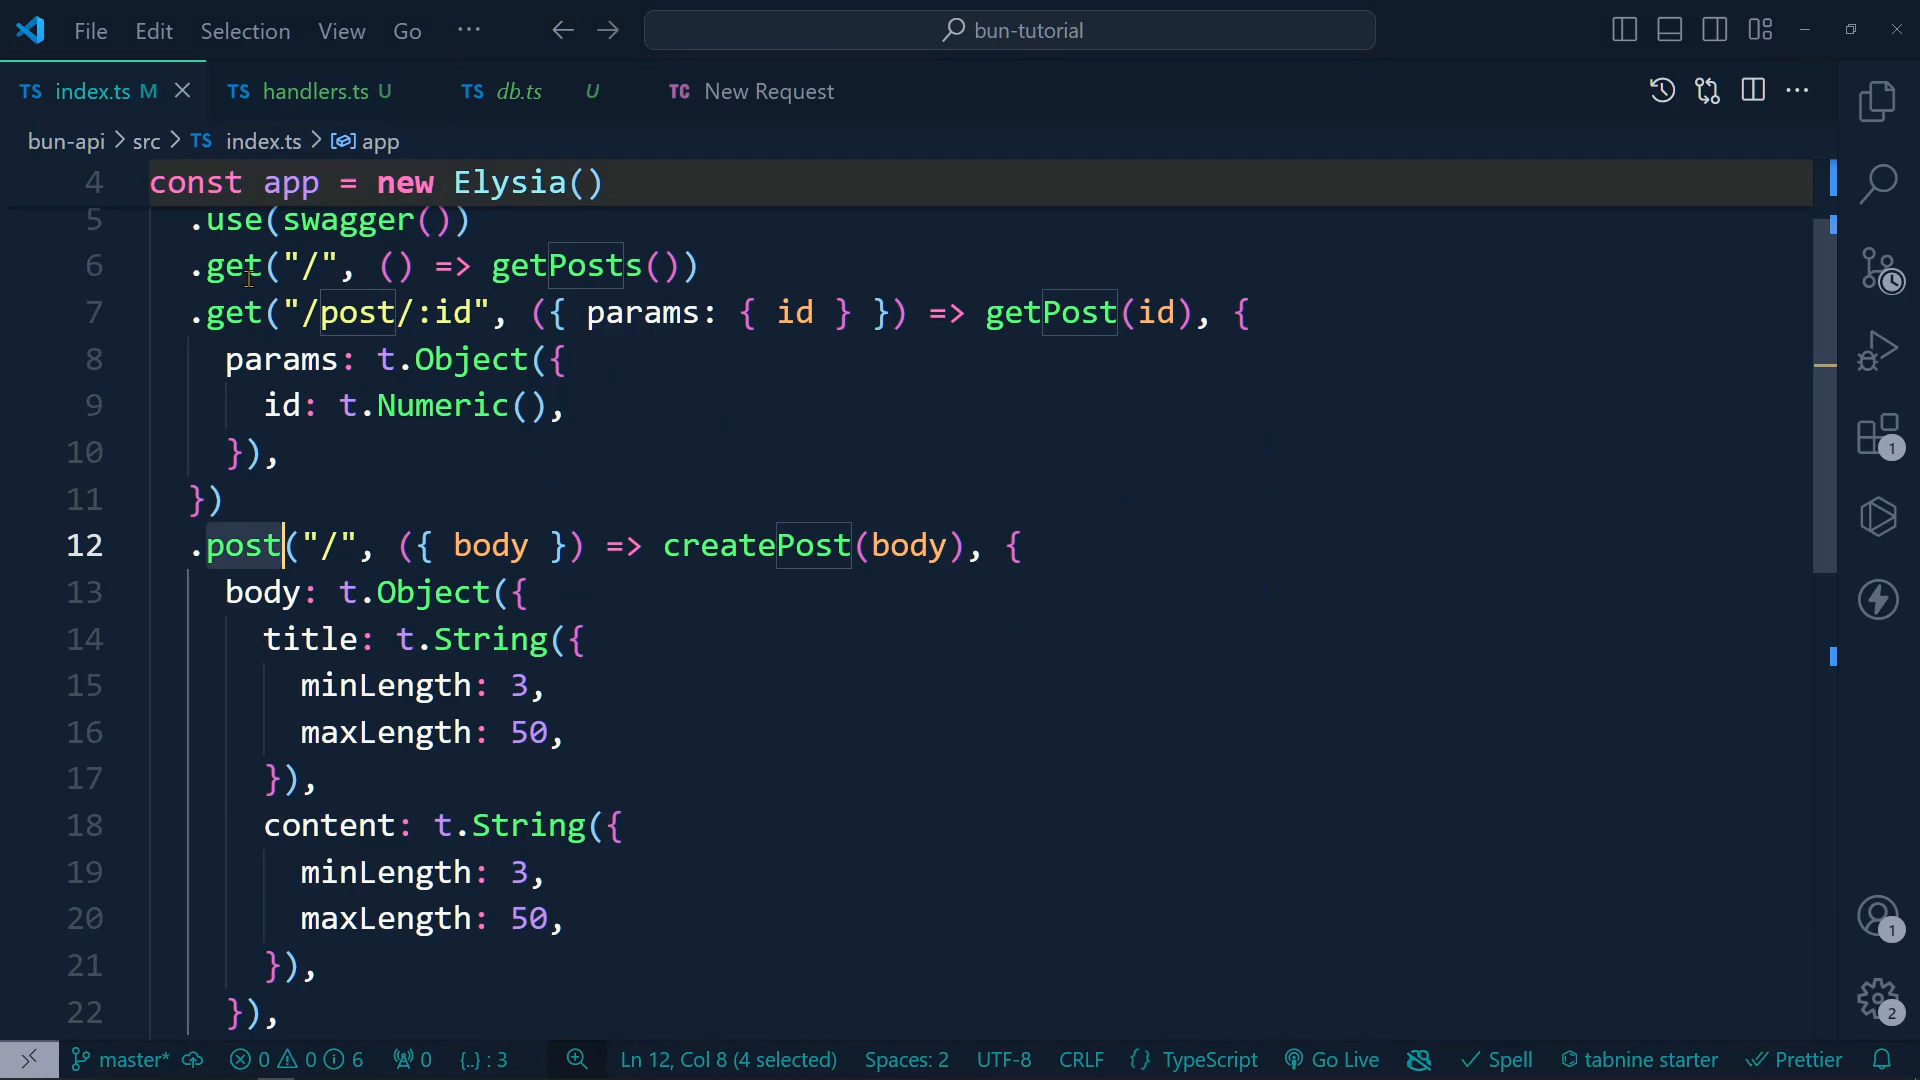 File Edit Selection View Go ··· bun-tutorial
TS index.ts M TS handlers.ts U TS db.ts U TC New Request
bun-api > src > TS index.ts > app
4 const app = new Elysia()
5 .use(swagger())
6 .get("/", () => getPosts())
7 .get("/post/:id", ({ params: { id } }) => getPost(id), {
8 params: t.Object({
9 id: t.Numeric(),
10 }),
11 })
12 .post("/", ({ body }) => createPost(body), {
13 body: t.Object({
14 title: t.String({
15 minLength: 3,
16 maxLength: 50,
17 }),
18 content: t.String({
19 minLength: 3,
20 maxLength: 50,
21 }),
22 }),
1
1
2
master* 0 0 6 0 {..} : 3 Ln 12, Col 8 (4 selected) Spaces: 2 UTF-8 CRLF {} TypeScript Go Live Spell tabnine starter Prettier